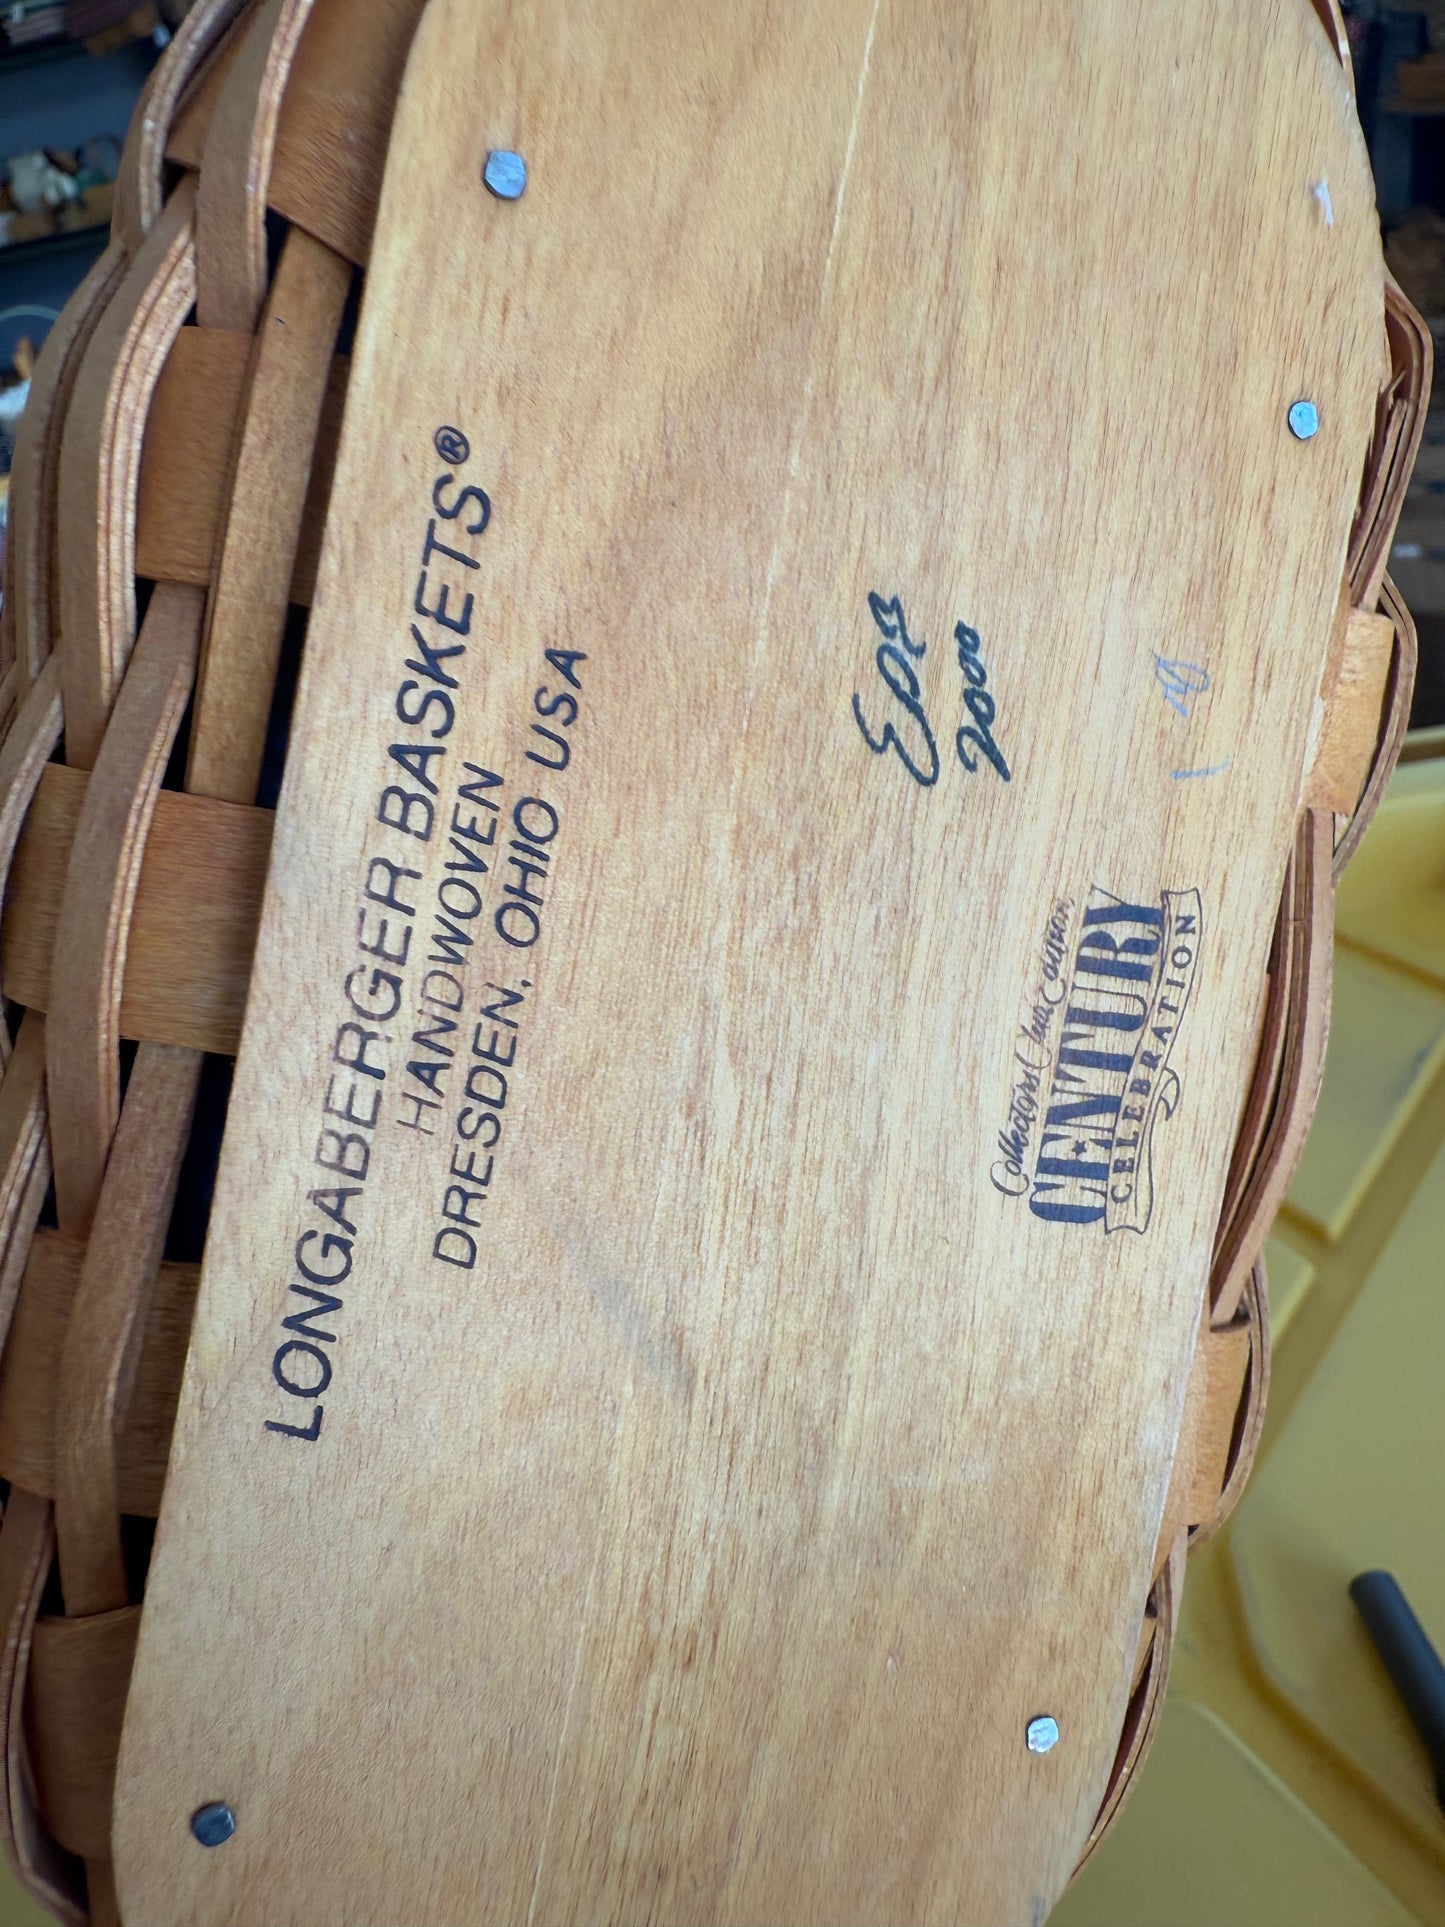 LONGABERGER BASKETS®
HANDWOVEN
DRESDEN, OHIO USA
2000
Collectors Club Edition
CENTURY
CELEBRATION